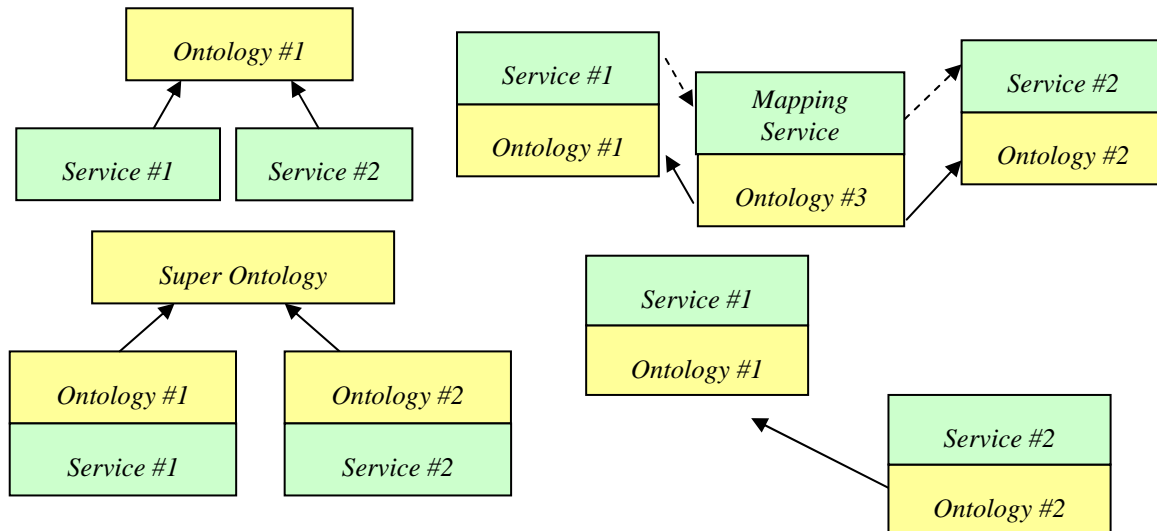 Ontology #1
Service #1
Service #2
Service #1
Ontology #1
Mapping
Service
Ontology #3
Service #2
Ontology #2
Super Ontology
Ontology #1
Service #1
Ontology #2
Service #2
Service #1
Ontology #1
Service #2
Ontology #2